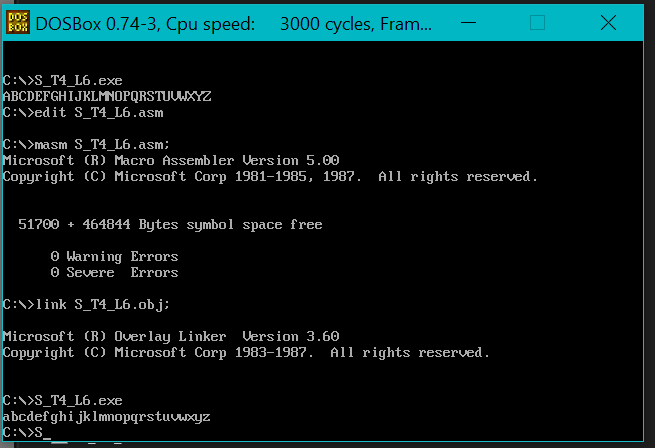 DOS
BOX
DOSBox 0.74-3, Cpu speed:    3000 cycles, Fram...
C:\>S_T4_L6.exe
ABCDEFGHIJKLMNOPQRSTUVWXYZ
C:\>edit S_T4_L6.asm
C:\>masm S_T4_L6.asm;
Microsoft (R) Macro Assembler Version 5.00
Copyright (C) Microsoft Corp 1981-1985, 1987.  All rights reserved.
51700 + 464844 Bytes symbol space free
0 Warning Errors
0 Severe  Errors
C:\>link S_T4_L6.obj;
Microsoft (R) Overlay Linker  Version 3.60
Copyright (C) Microsoft Corp 1983-1987.  All rights reserved.
C:\>S_T4_L6.exe
abcdefghijklmnopqrstuvwxyz
C:\>S_